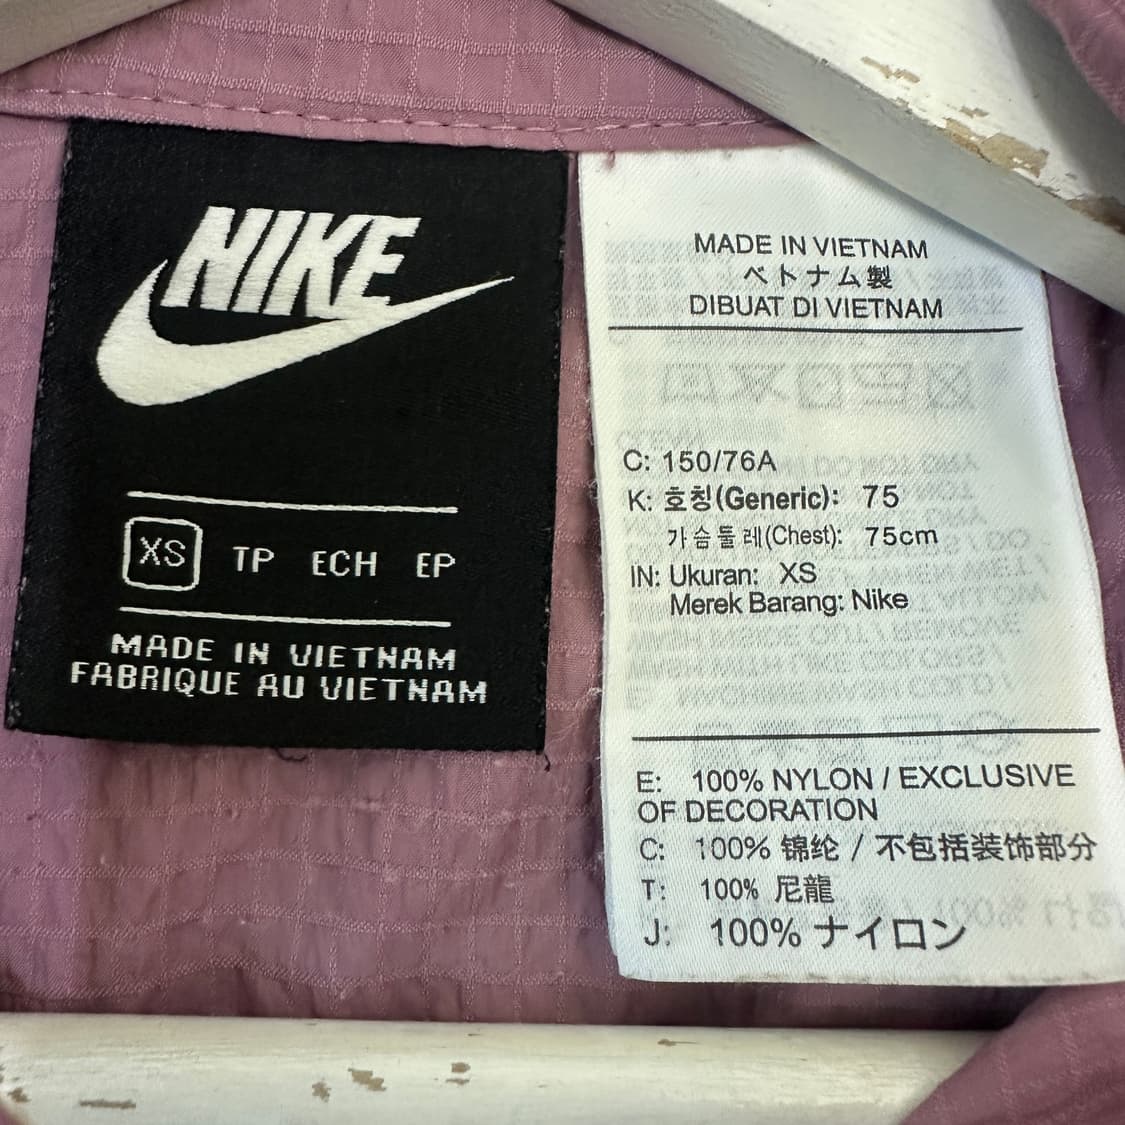 NIKE
XS TP ECH EP
MADE IN VIETNAM
FABRIQUE AU VIETNAM
MADE IN VIETNAM
ベトナム製
DIBUAT DI VIETNAM
C: 150/76A
K: 호칭(Generic): 75
가슴둘레(Chest): 75cm
IN: Ukuran: XS
Merek Barang: Nike
E: 100% NYLON / EXCLUSIVE
OF DECORATION
C: 100% 锦纶 / 不包括装饰部分
T: 100% 尼龍
J: 100% ナイロン